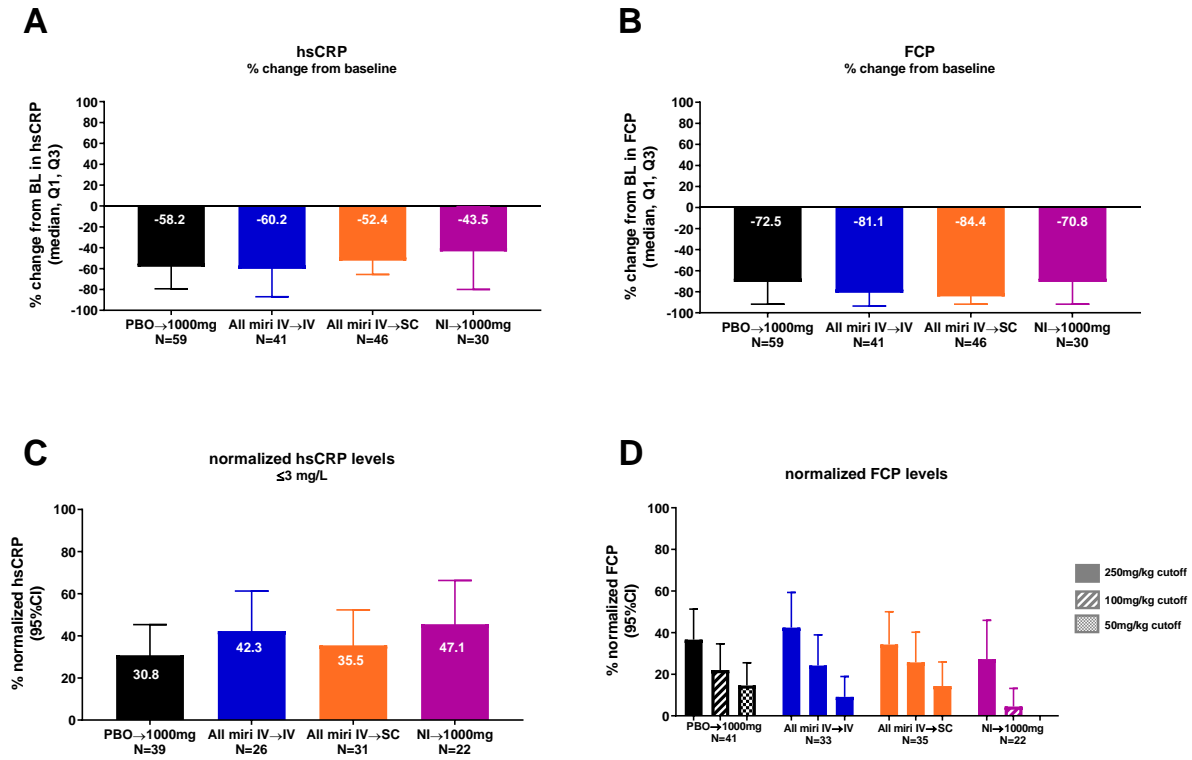 A
hsCRP
% change from baseline
% change from BL in hsCRP
(median, Q1, Q3)
100
80
60
40
20
0
-20
-40
-60
-80
-100
-58.2
-60.2
-52.4
-43.5
PBO→1000mg
N=59
All miri IV→IV
N=41
All miri IV→SC
N=46
NI→1000mg
N=30
B
FCP
% change from baseline
% change from BL in FCP
(median, Q1, Q3)
100
80
60
40
20
0
-20
-40
-60
-80
-100
-72.5
-81.1
-84.4
-70.8
PBO→1000mg
N=59
All miri IV→IV
N=41
All miri IV→SC
N=46
NI→1000mg
N=30
C
normalized hsCRP levels
≤3 mg/L
% normalized hsCRP
(95%CI)
100
80
60
40
20
0
30.8
42.3
35.5
47.1
PBO→1000mg
N=39
All miri IV→IV
N=26
All miri IV→SC
N=31
NI→1000mg
N=22
D
normalized FCP levels
% normalized FCP
(95%CI)
100
80
60
40
20
0
PBO→1000mg
N=41
All miri IV→IV
N=33
All miri IV→SC
N=35
NI→1000mg
N=22
250mg/kg cutoff
100mg/kg cutoff
50mg/kg cutoff